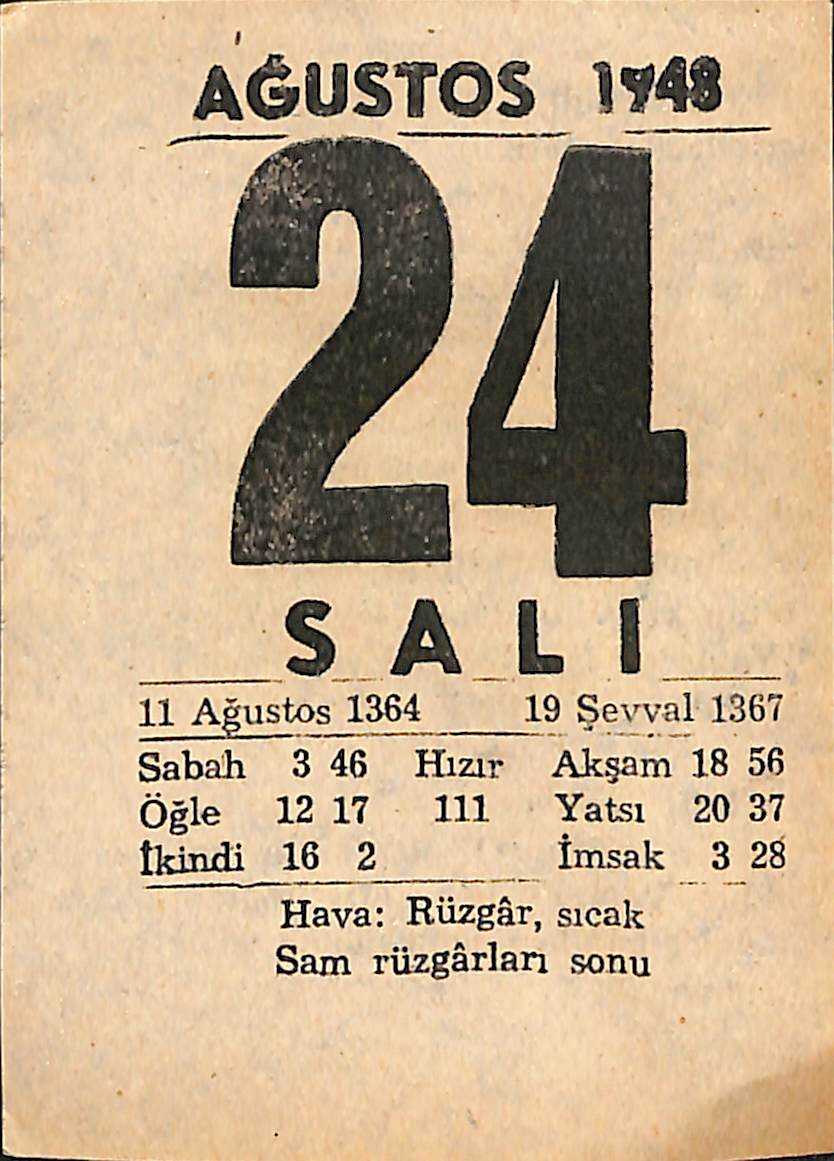 AĞUSTOS 1948
24
SALI
11 Ağustos 1364 19 Şevval 1367
Sabah 3 46 Hızır Akşam 18 56
Öğle 12 17 111 Yatsı 20 37
İkindi 16 2 İmsak 3 28
Hava: Rüzgâr, sıcak
Sam rüzgârları sonu